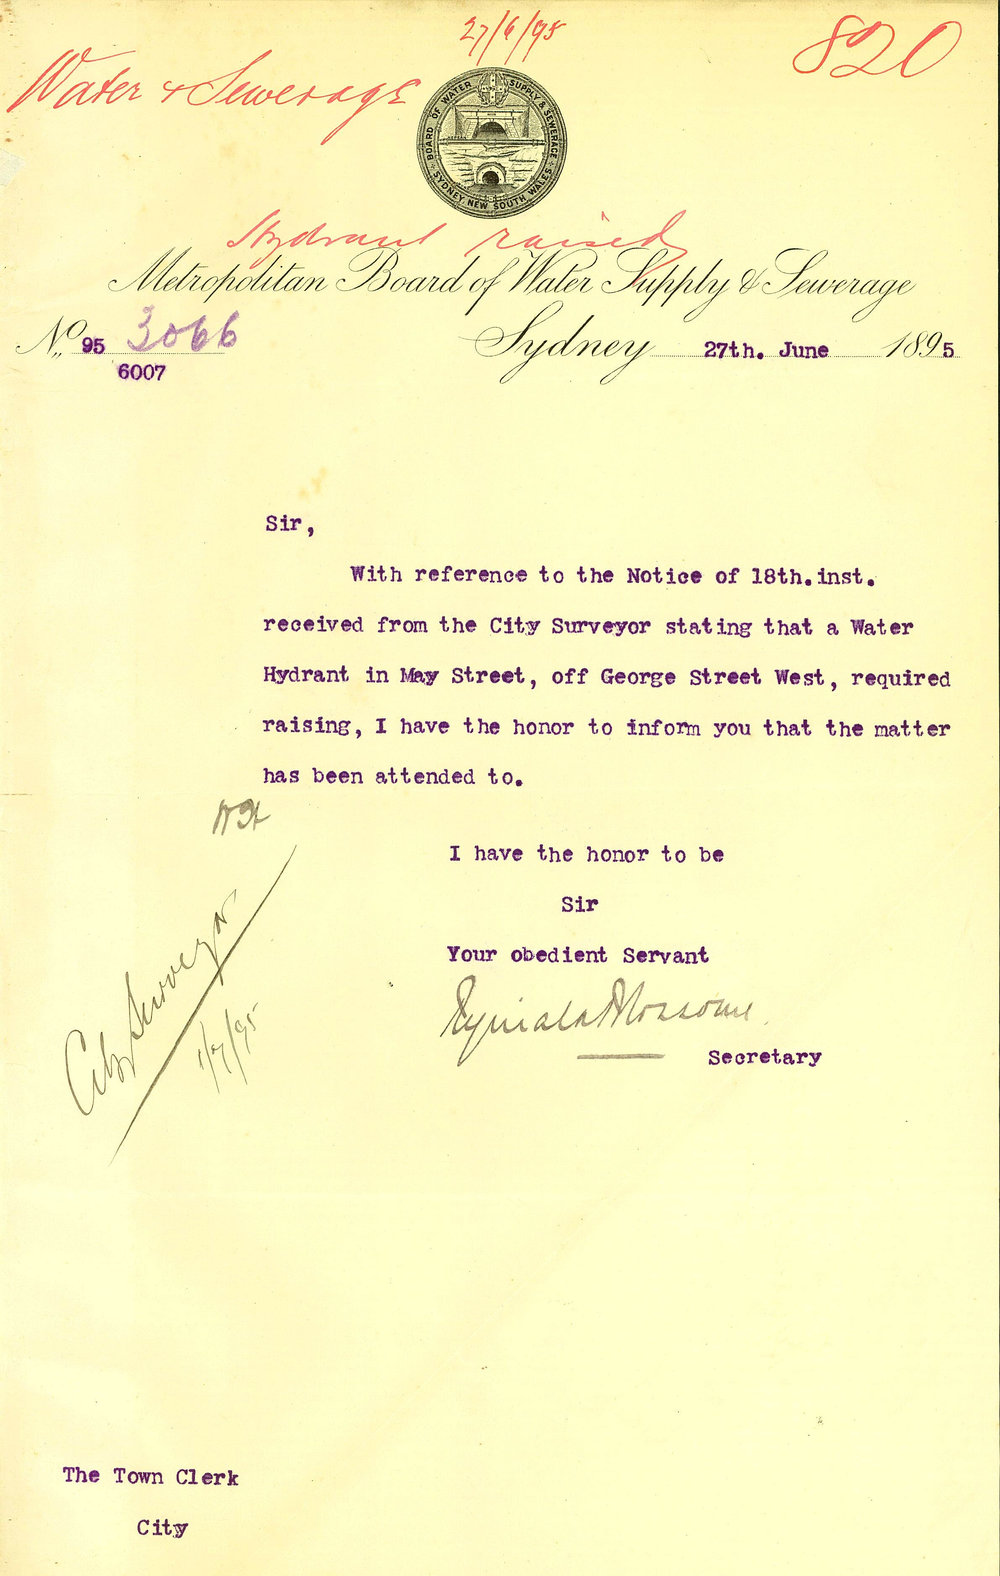 27/6/95
820
Water & Sewerage
BOARD OF WATER SUPPLY & SEWERAGE
SYDNEY NEW SOUTH WALES
Hydrant raised
Metropolitan Board of Water Supply & Sewerage
No. 95 3066
6007
Sydney 27th. June 1895
Sir,
With reference to the Notice of 18th.inst.
received from the City Surveyor stating that a Water
Hydrant in May Street, off George Street West, required
raising, I have the honor to inform you that the matter
has been attended to.
I have the honor to be
Sir
Your obedient Servant
Secretary
City Surveyor
1/7/95
The Town Clerk
City